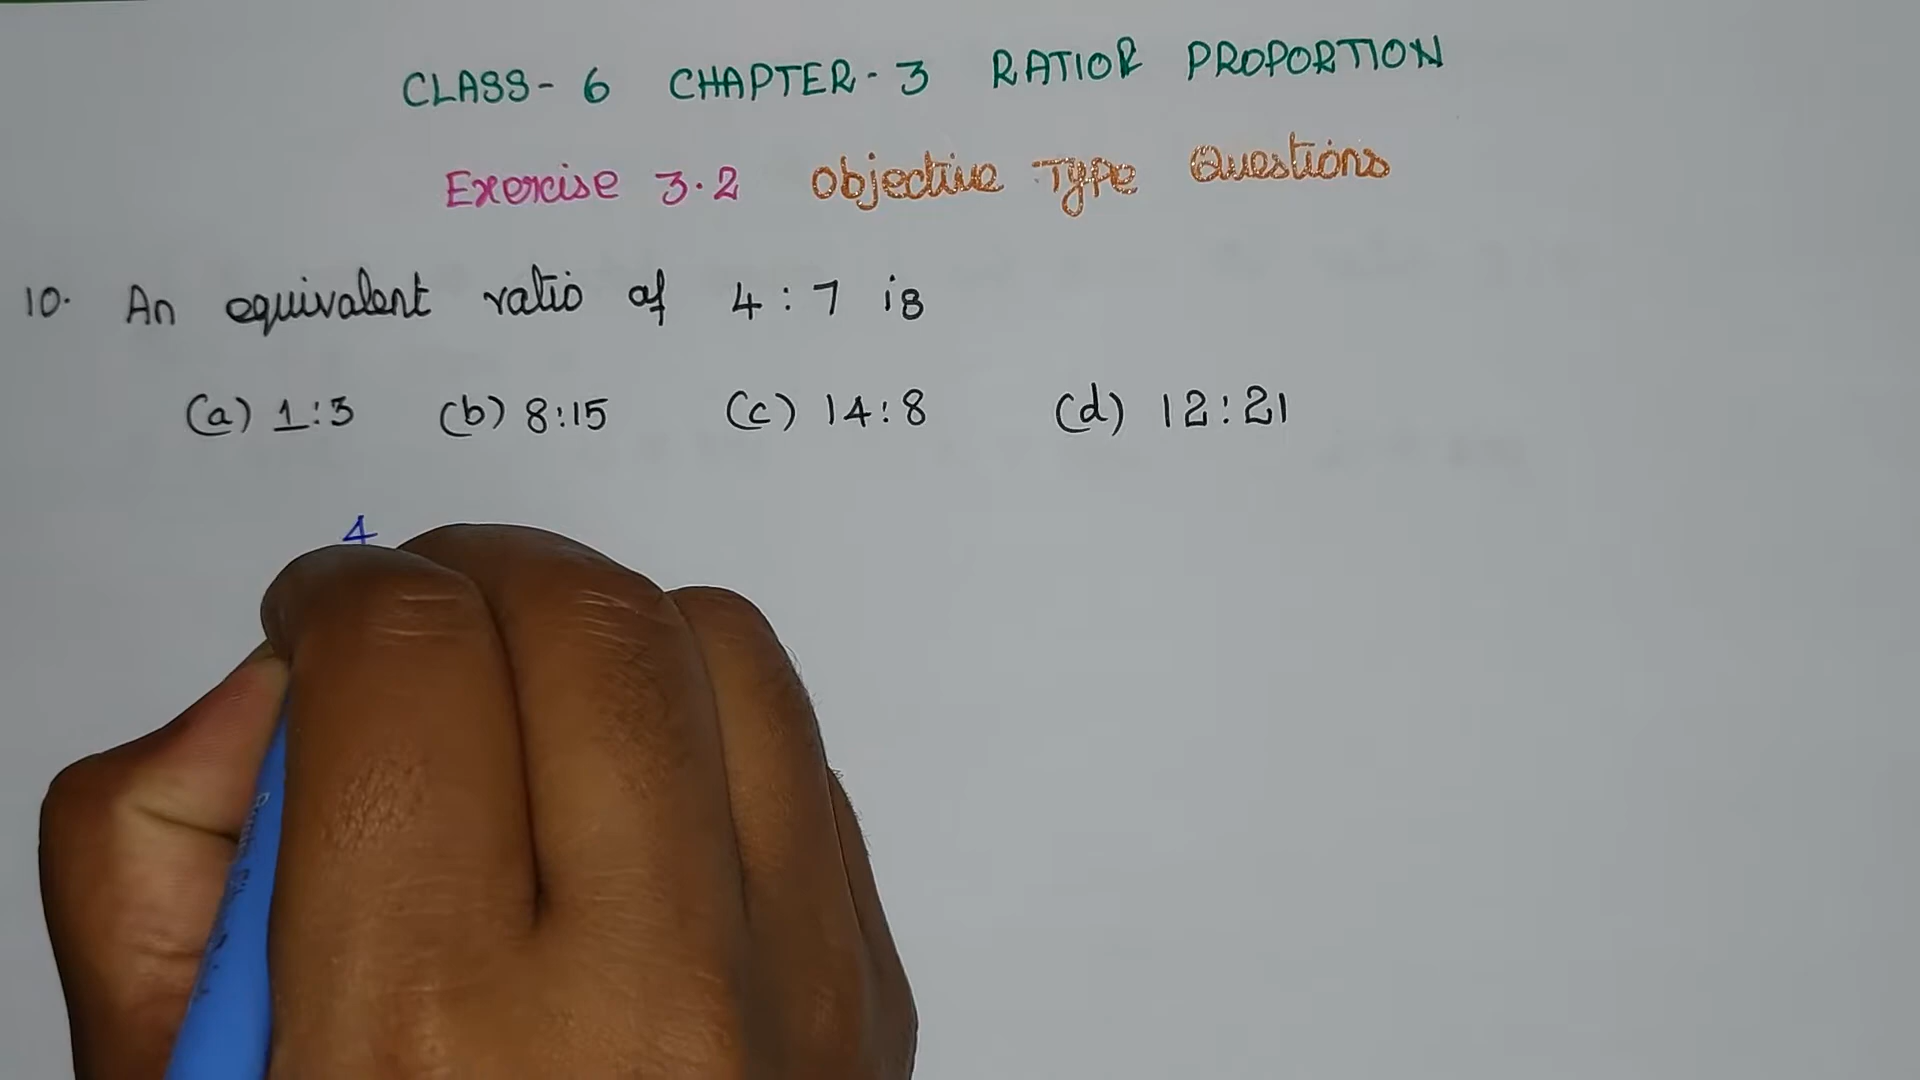 CLASS- 6 CHAPTER- 3 RATIOR PROPORTION
Exercise 3.2 Objective Type Questions
10. An equivalent ratio of 4 : 7 is
(a) 1:3 (b) 8:15 (c) 14:8 (d) 12:21
4